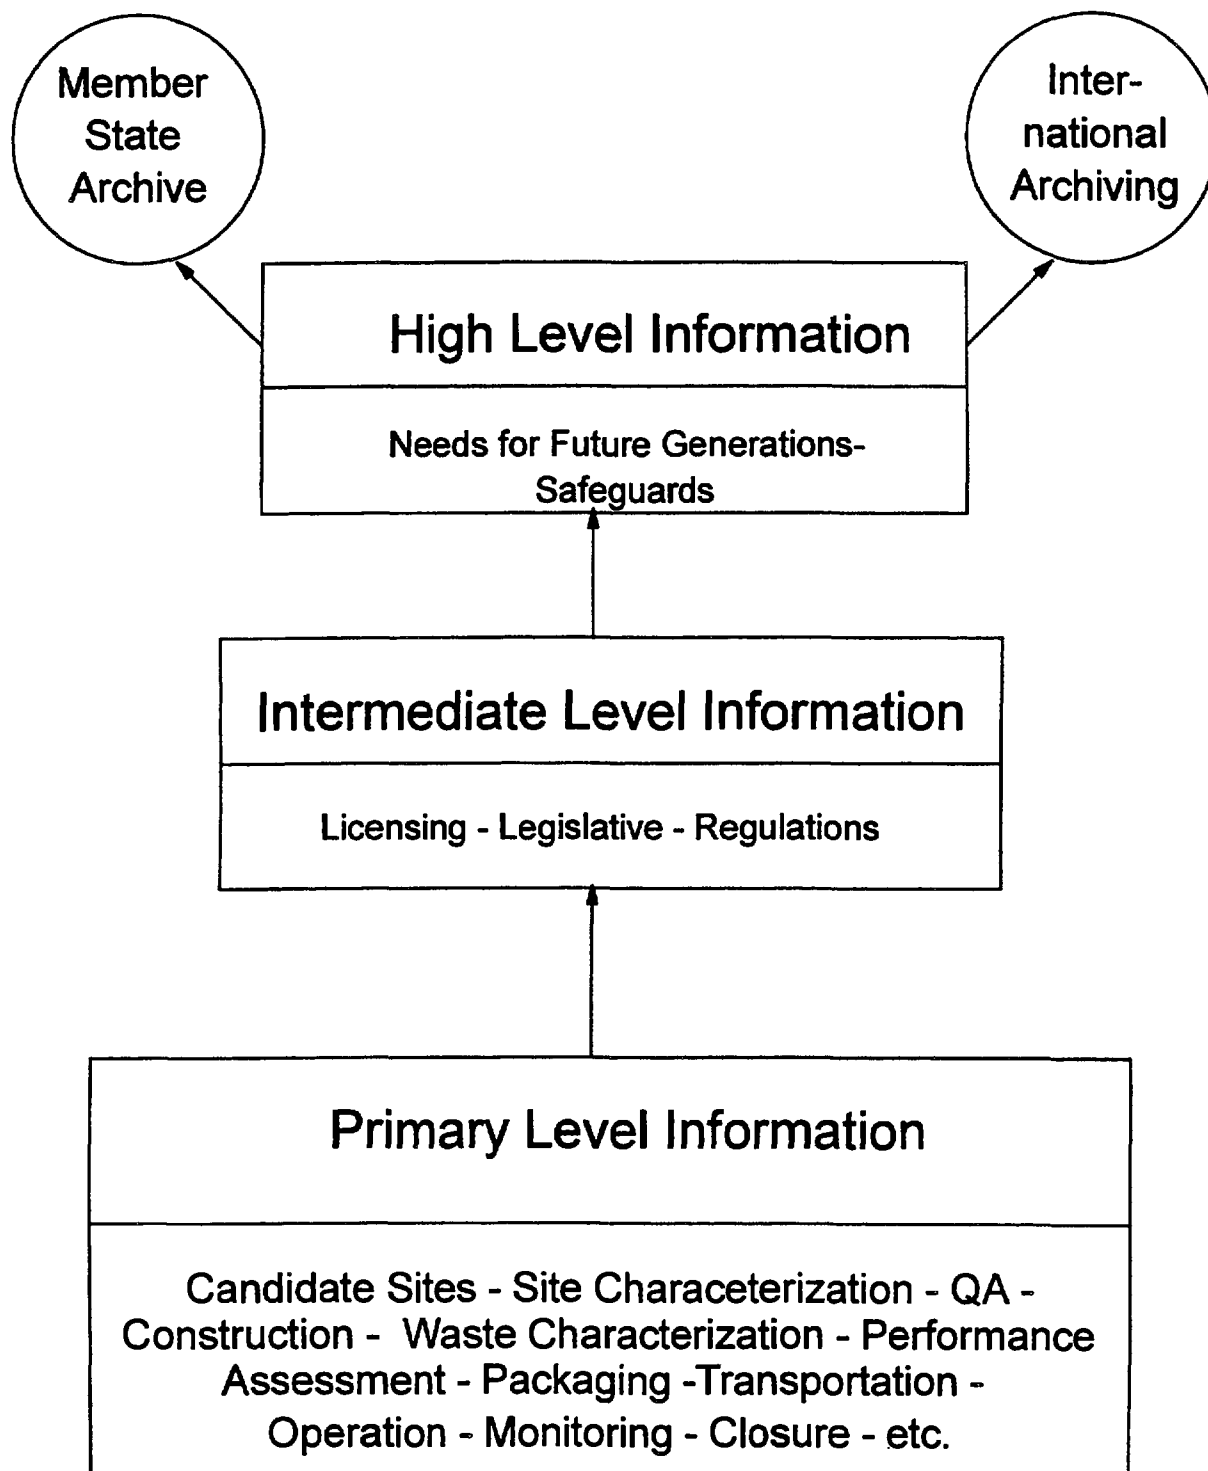 Member
State
Archive
Inter-
national
Archiving
High Level Information
Needs for Future Generations-
Safeguards
Intermediate Level Information
Licensing - Legislative - Regulations
Primary Level Information
Candidate Sites - Site Characeterization - QA -
Construction - Waste Characterization - Performance
Assessment - Packaging -Transportation -
Operation - Monitoring - Closure - etc.